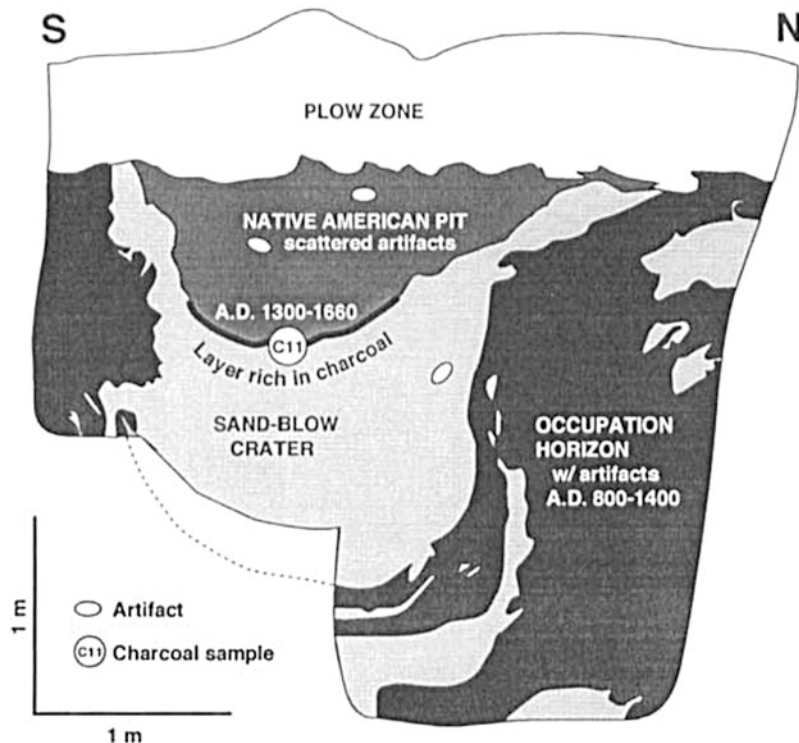 S
N
PLOW ZONE
NATIVE AMERICAN PIT
scattered artifacts
A.D. 1300-1660
C11
Layer rich in charcoal
SAND-BLOW
CRATER
OCCUPATION
HORIZON
w/ artifacts
A.D. 800-1400
1 m
Artifact
C11 Charcoal sample
1 m